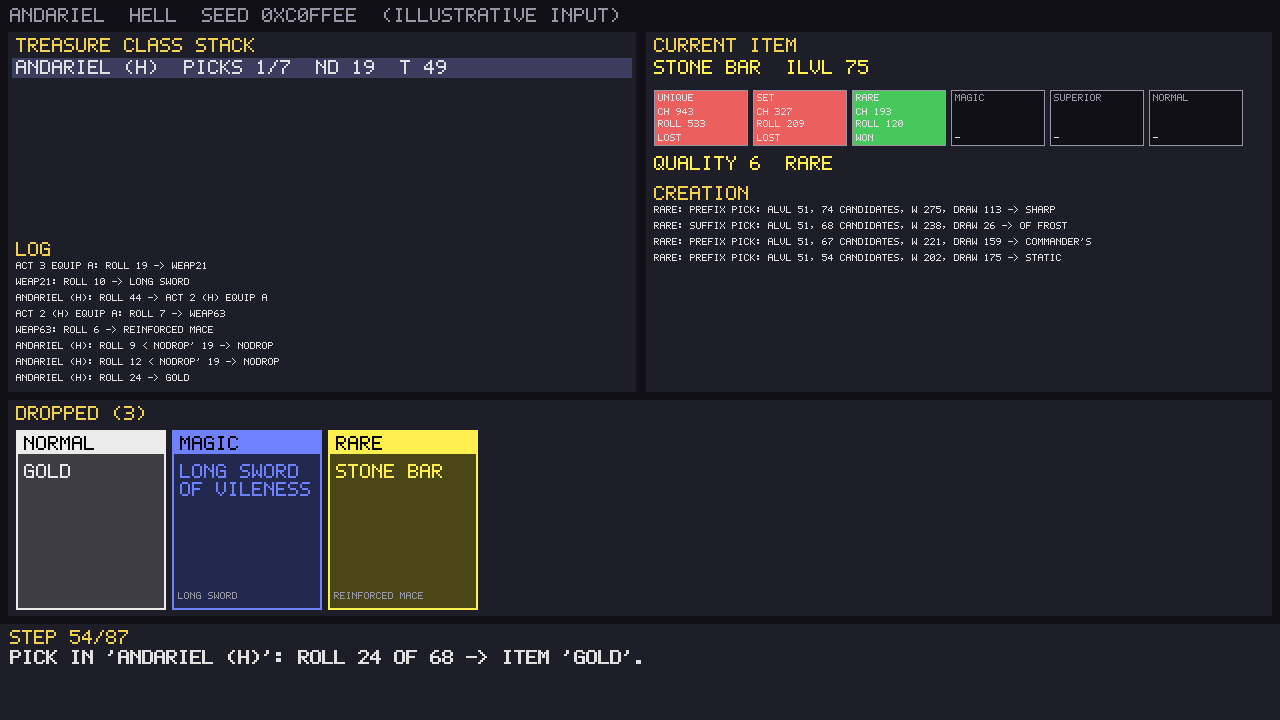 ANDARIEL HELL SEED 0XC0FFEE (ILLUSTRATIVE INPUT)
TREASURE CLASS STACK
ANDARIEL (H) PICKS 1/7 ND 19 T 49
LOG
ACT 3 EQUIP A: ROLL 19 -> WEAP21
WEAP21: ROLL 10 -> LONG SWORD
ANDARIEL (H): ROLL 44 -> ACT 2 (H) EQUIP A
ACT 2 (H) EQUIP A: ROLL 7 -> WEAP63
WEAP63: ROLL 6 -> REINFORCED MACE
ANDARIEL (H): ROLL 9 < NODROP' 19 -> NODROP
ANDARIEL (H): ROLL 12 < NODROP' 19 -> NODROP
ANDARIEL (H): ROLL 24 -> GOLD
CURRENT ITEM
STONE BAR ILVL 75
UNIQUE
CH 943
ROLL 533
LOST
SET
CH 327
ROLL 209
LOST
RARE
CH 193
ROLL 120
WON
MAGIC
-
SUPERIOR
-
NORMAL
-
QUALITY 6 RARE
CREATION
RARE: PREFIX PICK: ALVL 51, 74 CANDIDATES, W 275, DRAW 113 -> SHARP
RARE: SUFFIX PICK: ALVL 51, 68 CANDIDATES, W 238, DRAW 26 -> OF FROST
RARE: PREFIX PICK: ALVL 51, 67 CANDIDATES, W 221, DRAW 159 -> COMMANDER'S
RARE: PREFIX PICK: ALVL 51, 54 CANDIDATES, W 202, DRAW 175 -> STATIC
DROPPED (3)
NORMAL
GOLD
MAGIC
LONG SWORD
OF VILENESS
LONG SWORD
RARE
STONE BAR
REINFORCED MACE
STEP 54/87
PICK IN 'ANDARIEL (H)': ROLL 24 OF 68 -> ITEM 'GOLD'.